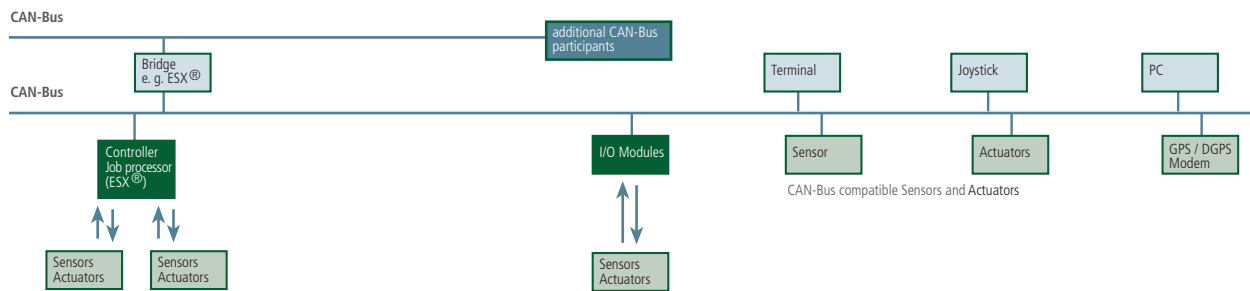 CAN-Bus
additional CAN-Bus
participants
Bridge
e. g. ESX®
Terminal
Joystick
PC
CAN-Bus
Controller
Job processor
(ESX®)
I/O Modules
Sensor
Actuators
GPS / DGPS
Modem
CAN-Bus compatible Sensors and Actuators
Sensors
Actuators
Sensors
Actuators
Sensors
Actuators